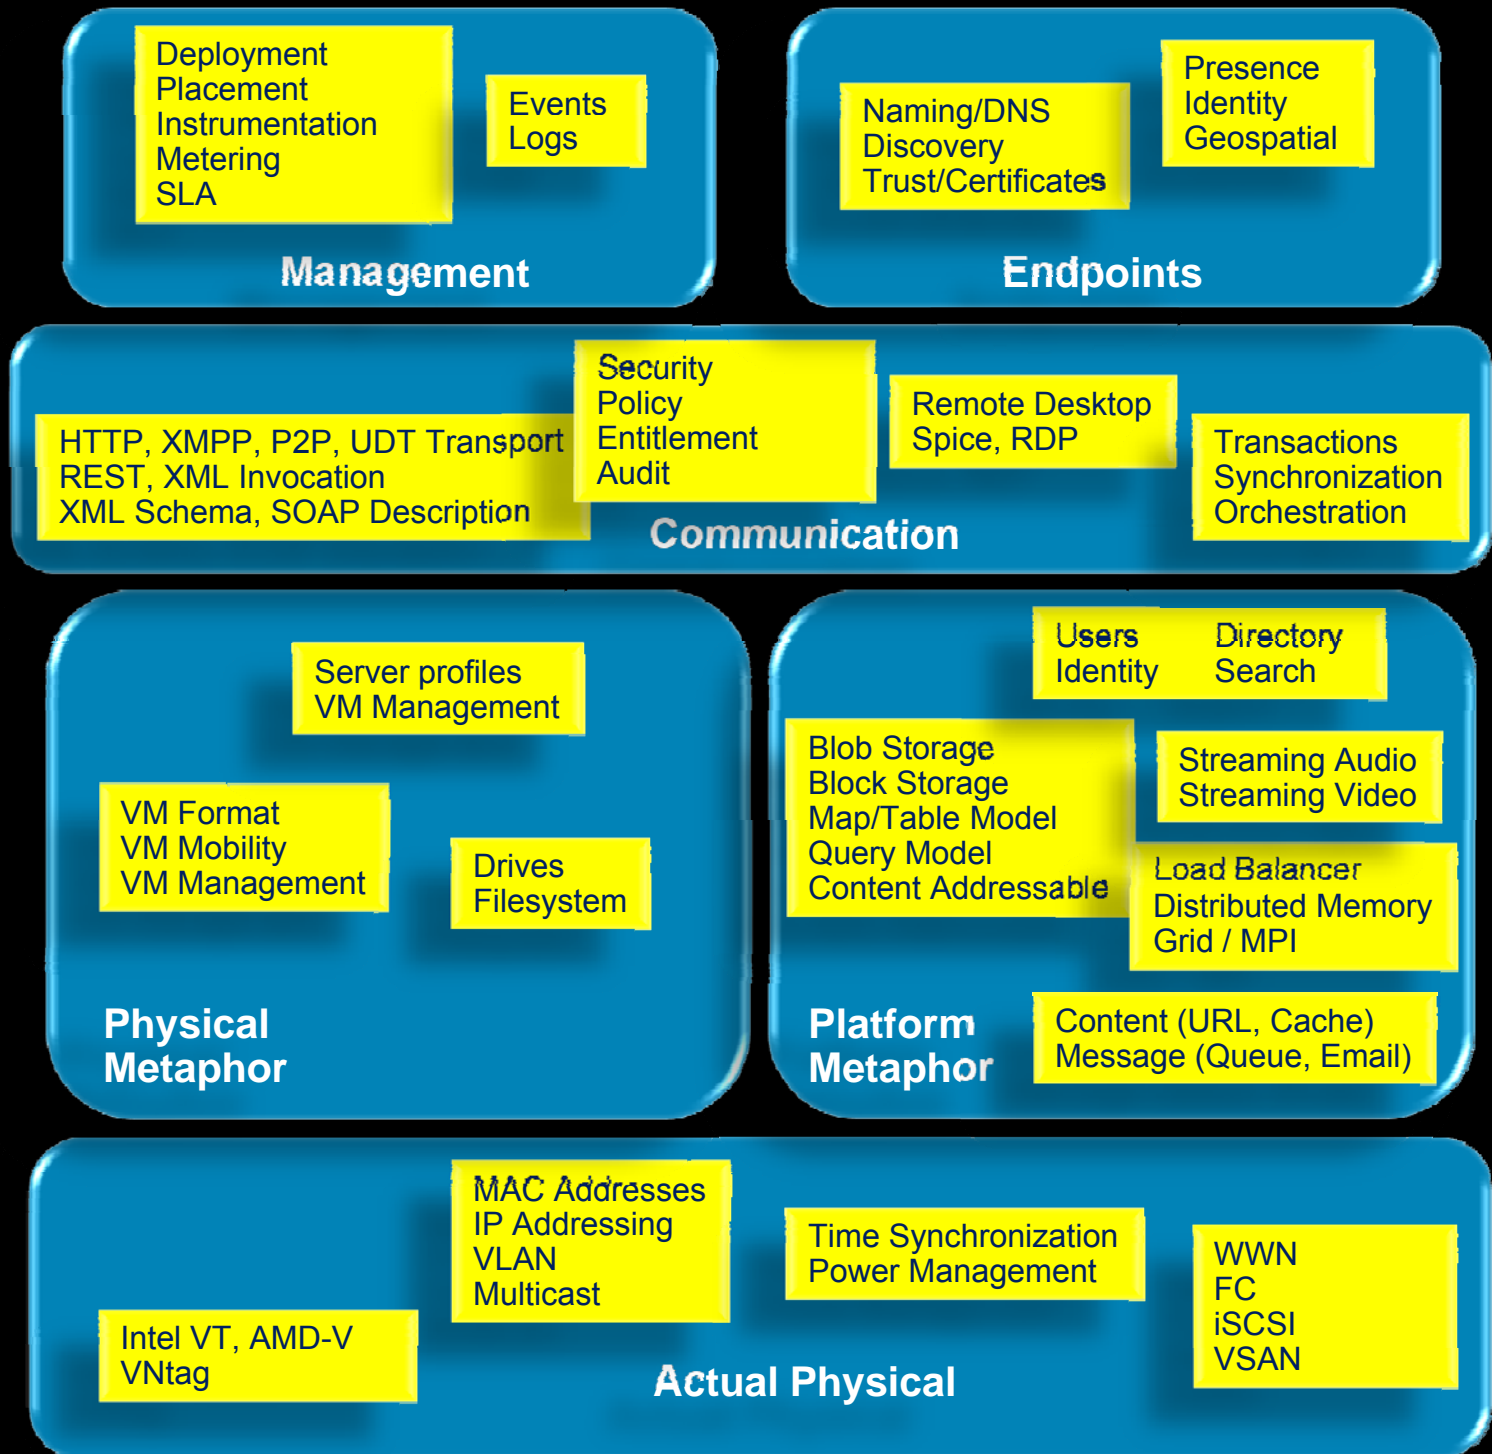 Deployment
Placement
Instrumentation
Metering
SLA
Events
Logs
Management
Naming/DNS
Discovery
Trust/Certificates
Presence
Identity
Geospatial
Endpoints
HTTP, XMPP, P2P, UDT Transport
REST, XML Invocation
XML Schema, SOAP Description
Security
Policy
Entitlement
Audit
Remote Desktop
Spice, RDP
Transactions
Synchronization
Orchestration
Communication
Server profiles
VM Management
VM Format
VM Mobility
VM Management
Drives
Filesystem
Physical
Metaphor
Users Directory
Identity Search
Blob Storage
Block Storage
Map/Table Model
Query Model
Content Addressable
Streaming Audio
Streaming Video
Load Balancer
Distributed Memory
Grid / MPI
Platform
Metaphor
Content (URL, Cache)
Message (Queue, Email)
MAC Addresses
IP Addressing
VLAN
Multicast
Time Synchronization
Power Management
WWN
FC
iSCSI
VSAN
Intel VT, AMD-V
VNtag
Actual Physical